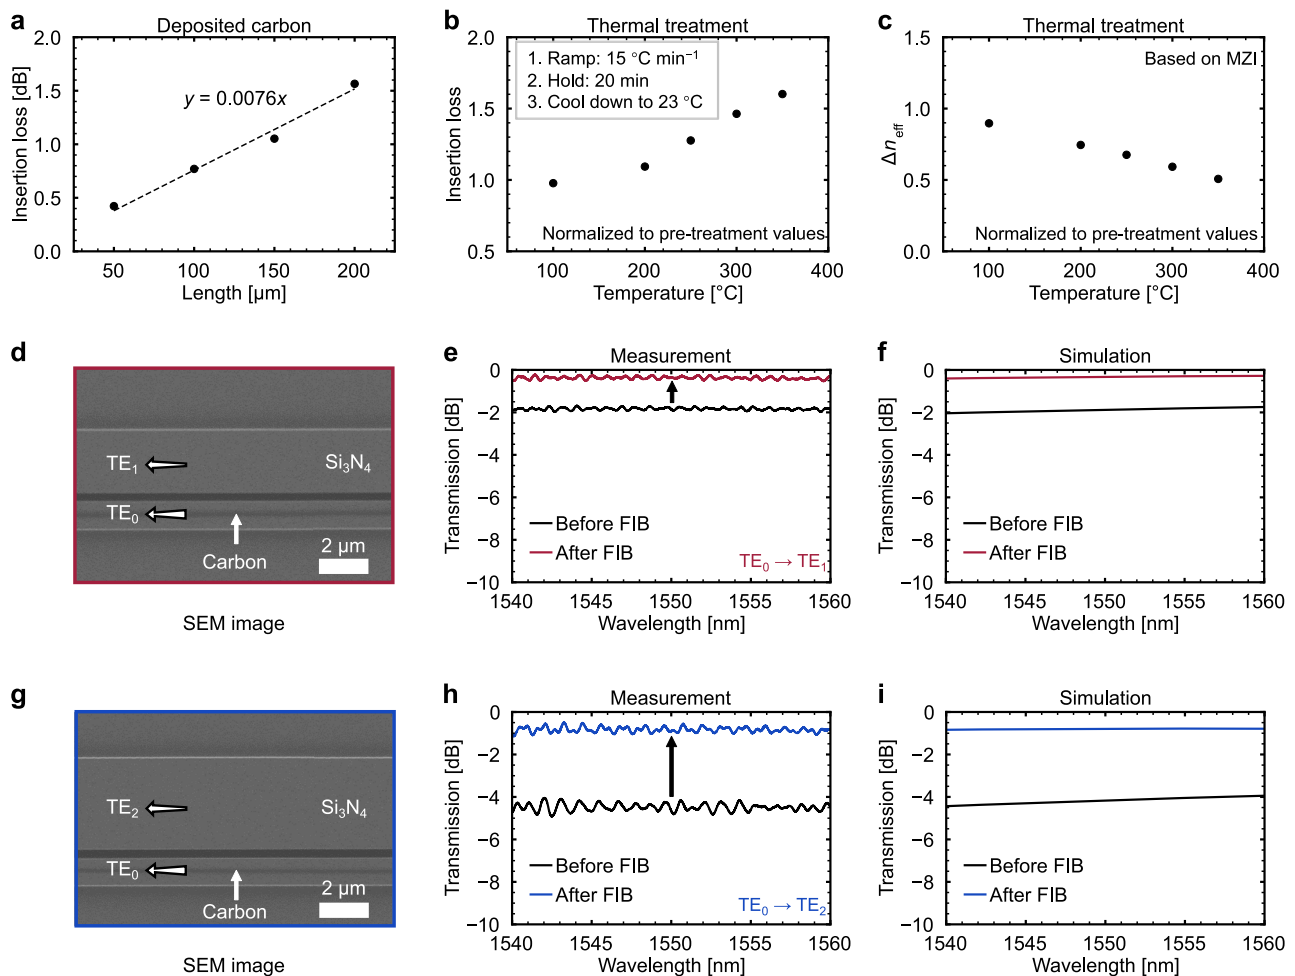 a
Deposited carbon
2.0
1.5
1.0
0.5
0.0
Insertion loss [dB]
y = 0.0076x
50 100 150 200
Length [µm]
b
Thermal treatment
2.0
1.5
1.0
0.5
Insertion loss
1. Ramp: 15 °C min⁻¹
2. Hold: 20 min
3. Cool down to 23 °C
Normalized to pre-treatment values
100 200 300 400
Temperature [°C]
c
Thermal treatment
1.5
1.0
0.5
0.0
Δn_eff
Based on MZI
Normalized to pre-treatment values
100 200 300 400
Temperature [°C]
d
TE₁
Si₃N₄
TE₀
Carbon
2 µm
SEM image
e
Measurement
0
−2
−4
−6
−8
−10
Transmission [dB]
Before FIB
After FIB
TE₀ → TE₁
1540 1545 1550 1555 1560
Wavelength [nm]
f
Simulation
0
−2
−4
−6
−8
−10
Transmission [dB]
Before FIB
After FIB
1540 1545 1550 1555 1560
Wavelength [nm]
g
TE₂
Si₃N₄
TE₀
Carbon
2 µm
SEM image
h
Measurement
0
−2
−4
−6
−8
−10
Transmission [dB]
Before FIB
After FIB
TE₀ → TE₂
1540 1545 1550 1555 1560
Wavelength [nm]
i
Simulation
0
−2
−4
−6
−8
−10
Transmission [dB]
Before FIB
After FIB
1540 1545 1550 1555 1560
Wavelength [nm]